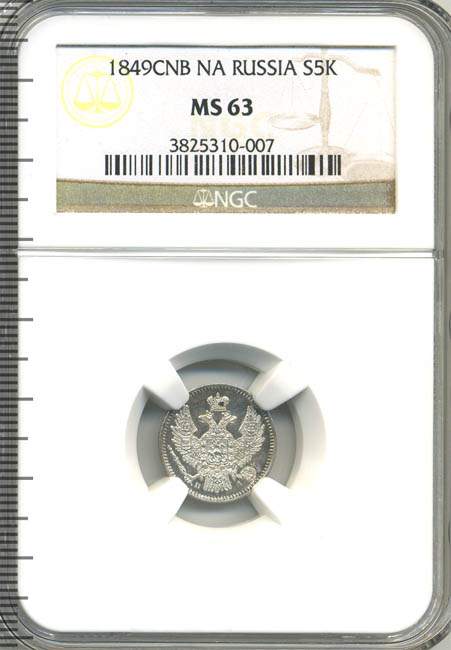 1849CNB NA RUSSIA S5K
MS 63
3825310-007
NGC